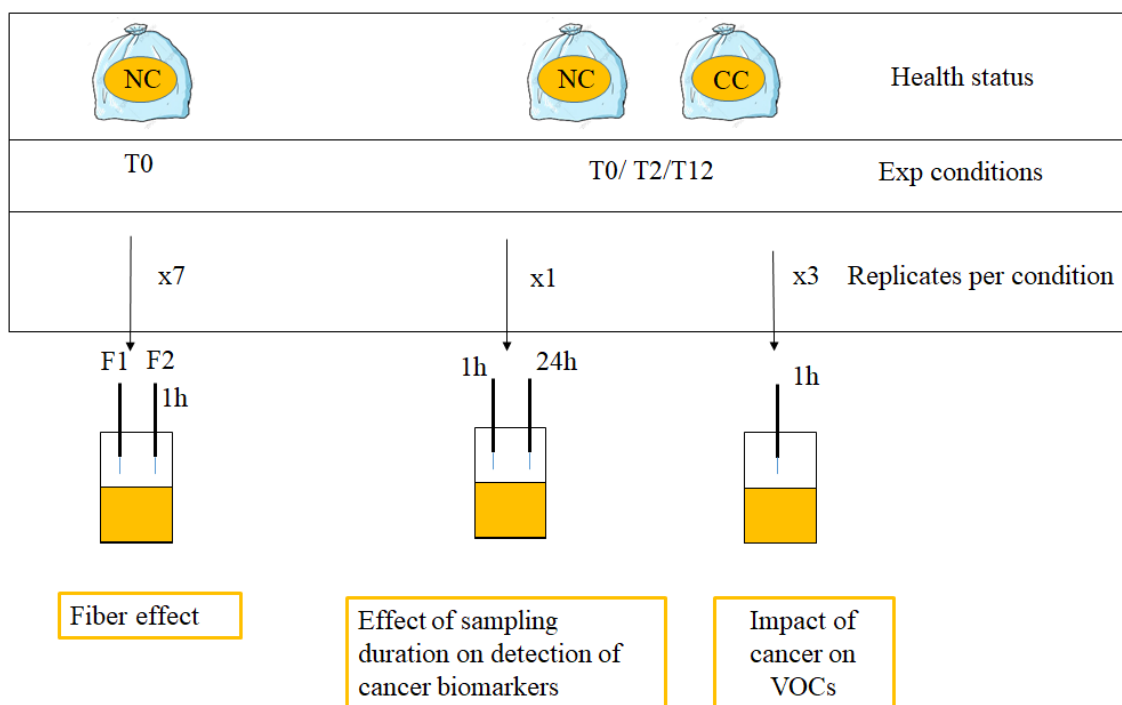 NC
NC
CC
Health status
T0
T0/ T2/T12
Exp conditions
x7
x1
x3
Replicates per condition
F1
F2
1h
1h
24h
1h
Fiber effect
Effect of sampling
duration on detection of
cancer biomarkers
Impact of
cancer on
VOCs